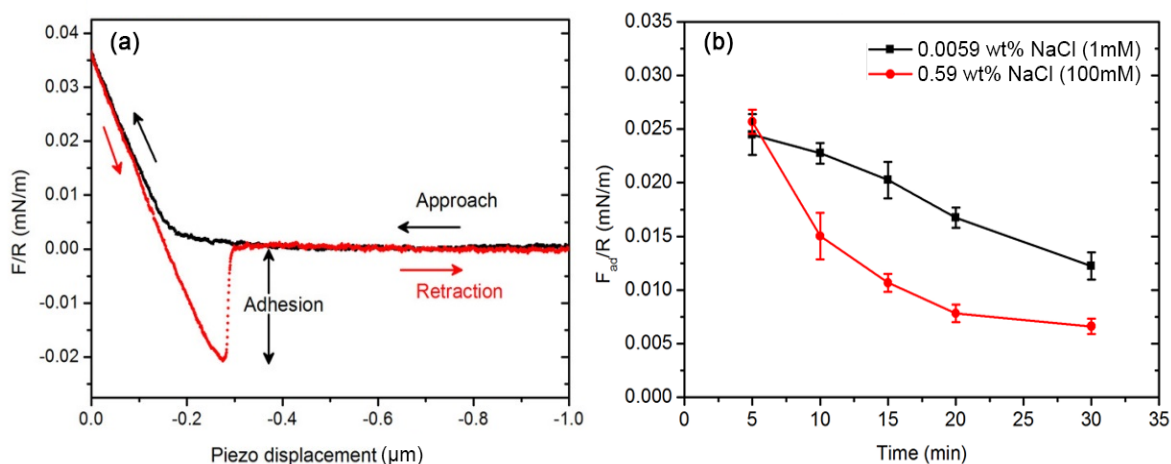 (a)
F/R (mN/m)
0.04
0.03
0.02
0.01
0.00
-0.01
-0.02
Approach
Retraction
Adhesion
0.0 -0.2 -0.4 -0.6 -0.8 -1.0
Piezo displacement (µm)
(b)
0.0059 wt% NaCl (1mM)
0.59 wt% NaCl (100mM)
F_ad/R (mN/m)
0.035
0.030
0.025
0.020
0.015
0.010
0.005
0.000
0 5 10 15 20 25 30 35
Time (min)